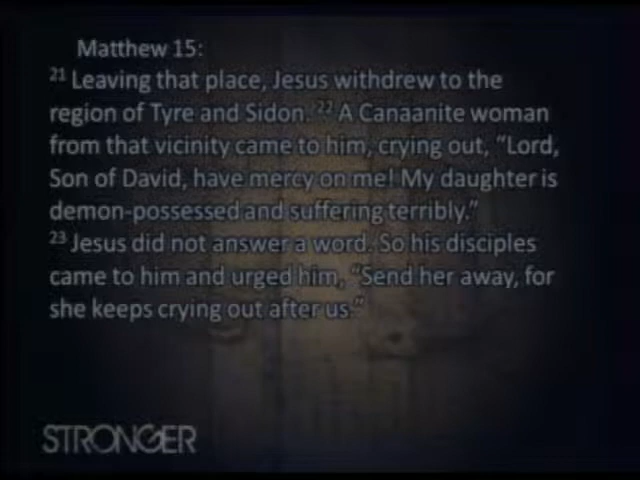 Matthew 15:
21 Leaving that place, Jesus withdrew to the
region of Tyre and Sidon. 22 A Canaanite woman
from that vicinity came to him, crying out, “Lord,
Son of David, have mercy on me! My daughter is
demon-possessed and suffering terribly.”
23 Jesus did not answer a word. So his disciples
came to him and urged him, “Send her away, for
she keeps crying out after us.”
STRONGER